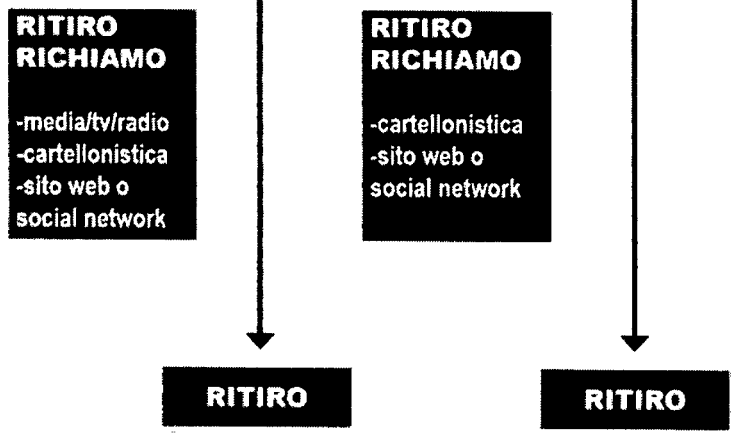 RITIRO
RICHIAMO
-media/tv/radio
-cartellonistica
-sito web o
social network
RITIRO
RICHIAMO
-cartellonistica
-sito web o
social network
RITIRO
RITIRO